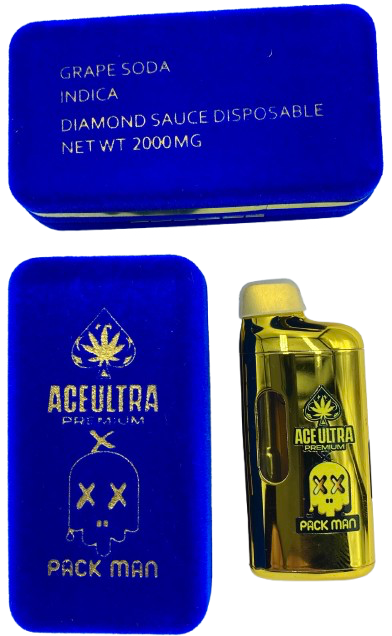 GRAPE SODA
INDICA
DIAMOND SAUCE DISPOSABLE
NET WT 2000MG
ACEULTRA
PREMIUM
X
X X
PACK MAN
ACE ULTRA
PREMIUM
X X
PACK MAN